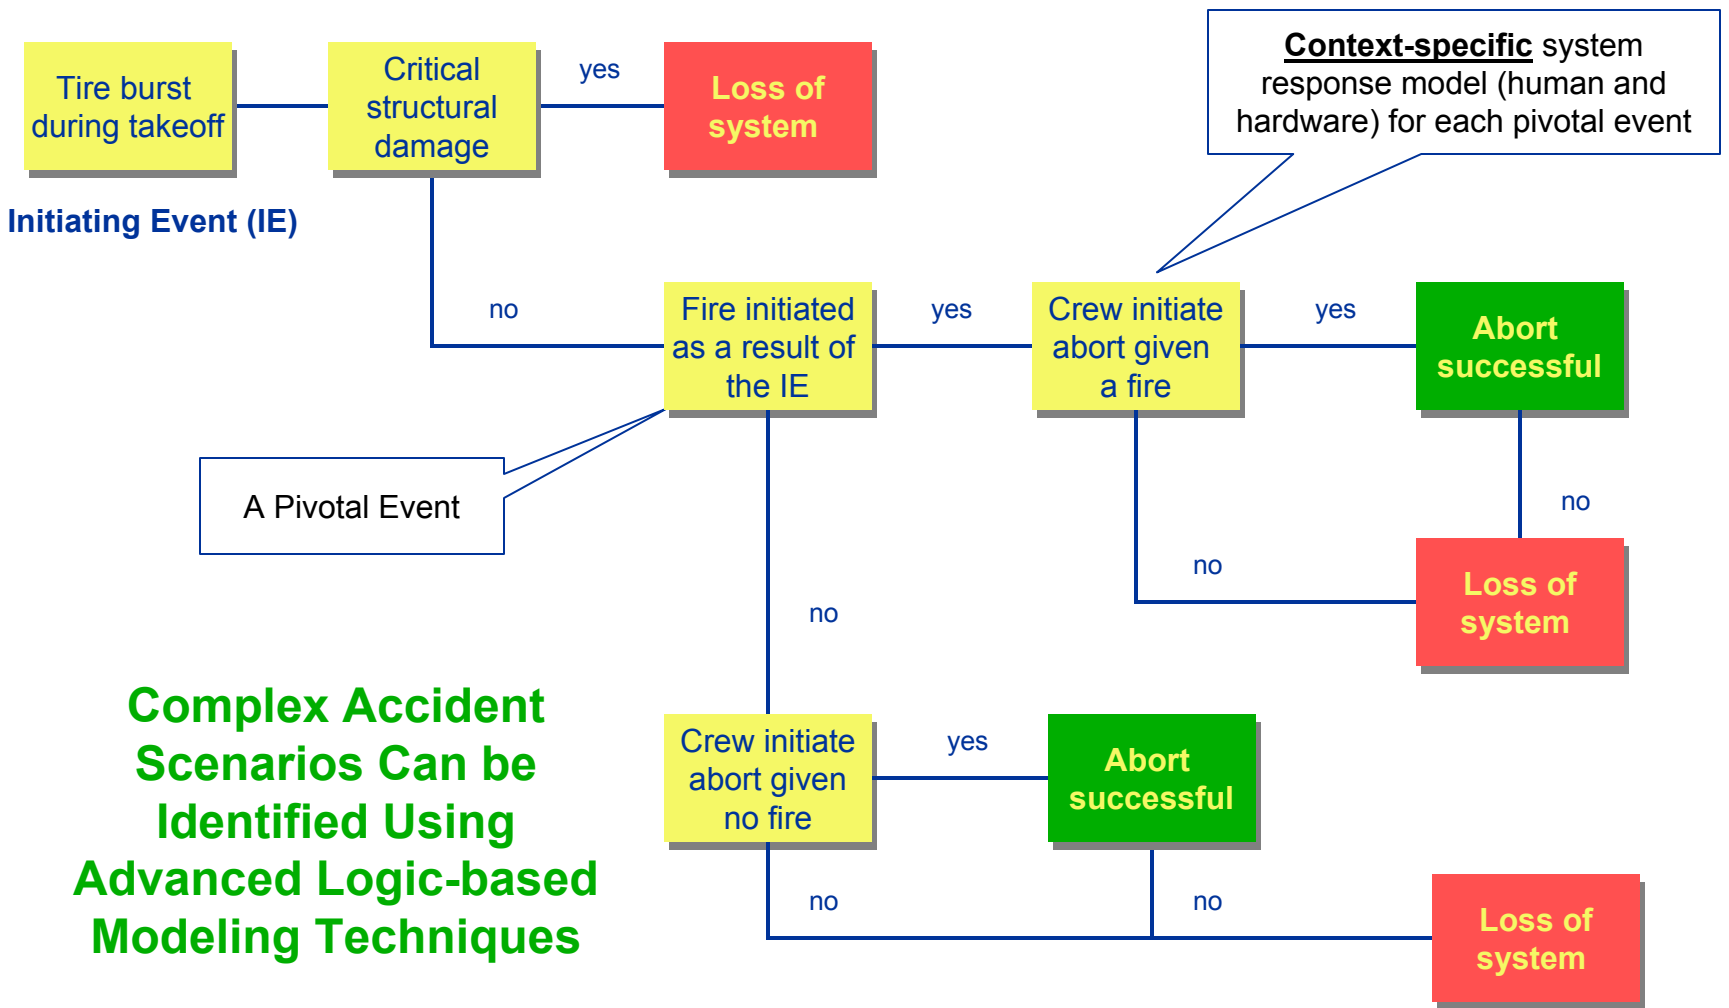 Tire burst
during takeoff
Critical
structural
damage
yes
Loss of
system
Context-specific system
response model (human and
hardware) for each pivotal event
Initiating Event (IE)
no
Fire initiated
as a result of
the IE
yes
Crew initiate
abort given
a fire
yes
Abort
successful
A Pivotal Event
no
no
Loss of
system
no
Complex Accident
Scenarios Can be
Identified Using
Advanced Logic-based
Modeling Techniques
Crew initiate
abort given
no fire
yes
Abort
successful
no
no
Loss of
system